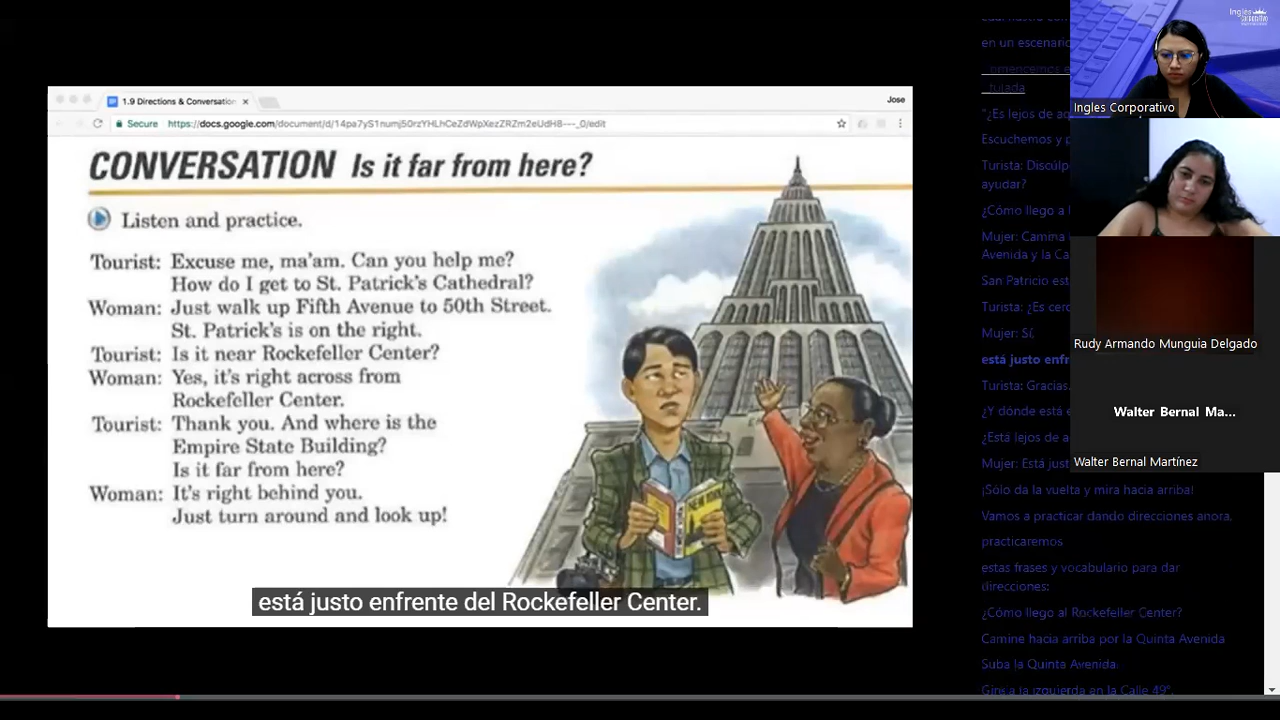 1.9 Directions & Conversation
Jose
Secure
https://docs.google.com/document/d/14pa7yS1numj50rzYHLhCeZdWpXezZRZm2eUdH8---_0/edit
CONVERSATION Is it far from here?
Listen and practice.
Tourist: Excuse me, ma'am. Can you help me?
How do I get to St. Patrick's Cathedral?
Woman: Just walk up Fifth Avenue to 50th Street.
St. Patrick's is on the right.
Tourist: Is it near Rockefeller Center?
Woman: Yes, it's right across from
Rockefeller Center.
Tourist: Thank you. And where is the
Empire State Building?
Is it far from here?
Woman: It's right behind you.
Just turn around and look up!
NEW YORK
está justo enfrente del Rockefeller Center.
en un escenario
"¿Es lejos de
Escuchemos y
Turista:
ayudar?
¿Cómo llego a
Mujer: Camina
Avenida y la
San Patricio
Turista: ¿Es
Mujer: Sí,
está justo
Turista: Gracias.
¿Y dónde está
¿Está lejos de
Mujer: Está
¡Sólo da la vuelta y mira hacia arriba!
Vamos a practicar dando direcciones ahora,
practicaremos
estas frases y vocabulario para dar
direcciones:
¿Cómo llego al Rockefeller Center?
Camine hacia arriba por la Quinta Avenida
Suba la Quinta Avenida.
Gire a la izquierda en la Calle 49°.
Ingles
Ingles Corporativo
Rudy Armando Munguia Delgado
Walter Bernal Ma...
Walter Bernal Martínez